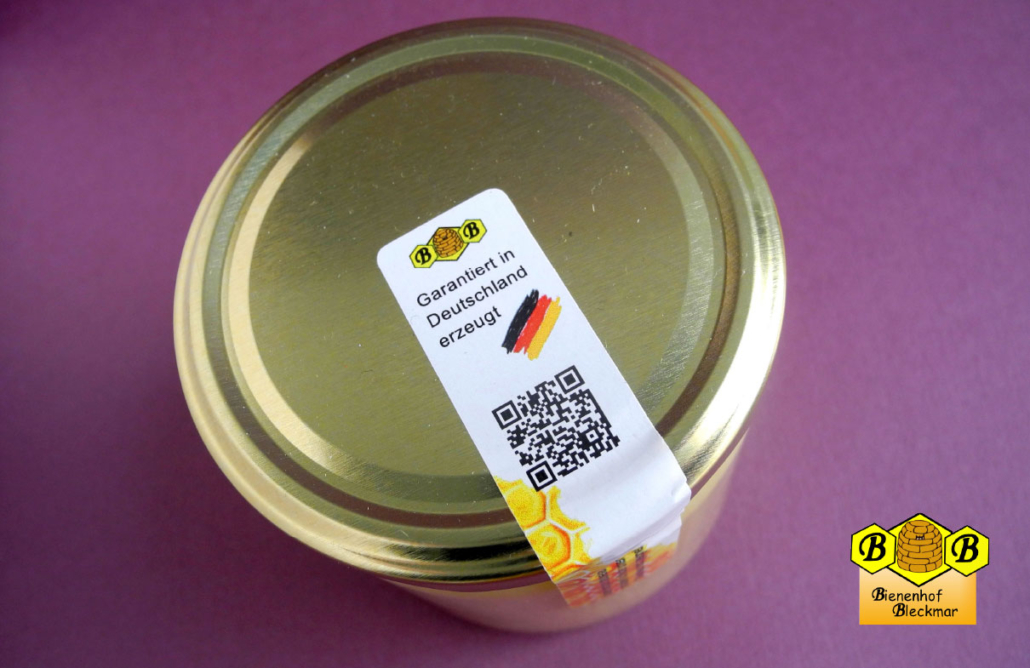 B B
Garantiert in
Deutschland
erzeugt
B B
Bienenhof
Bleckmar